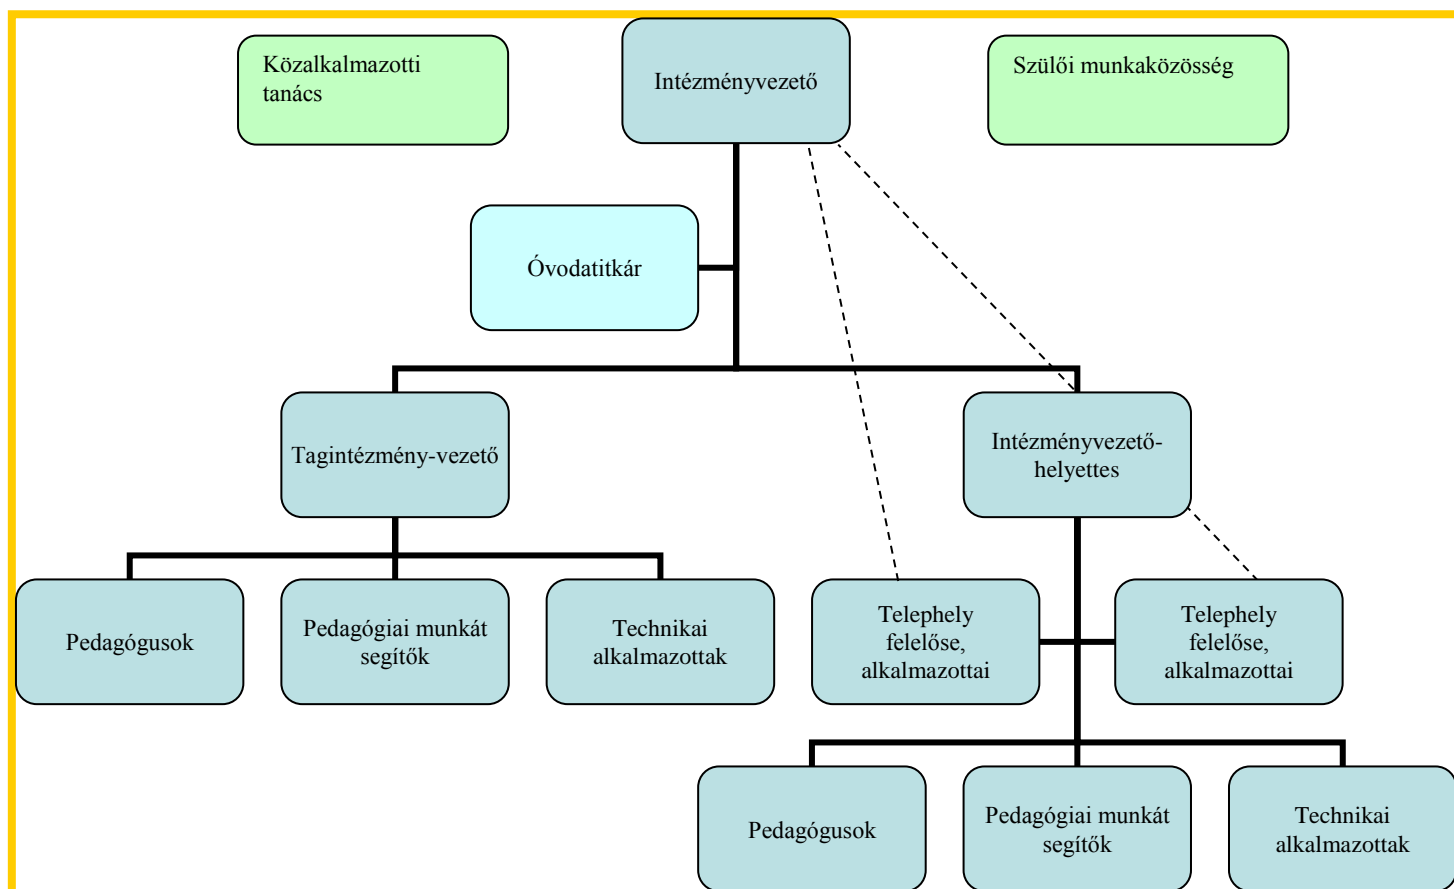 Közalkalmazotti
tanács
Intézményvezető
Szülői munkaközösség
Óvodatitkár
Tagintézmény-vezető
Intézményvezető-
helyettes
Pedagógusok
Pedagógiai munkát
segítők
Technikai
alkalmazottak
Telephely
felelőse,
alkalmazottai
Telephely
felelőse,
alkalmazottai
Pedagógusok
Pedagógiai munkát
segítők
Technikai
alkalmazottak